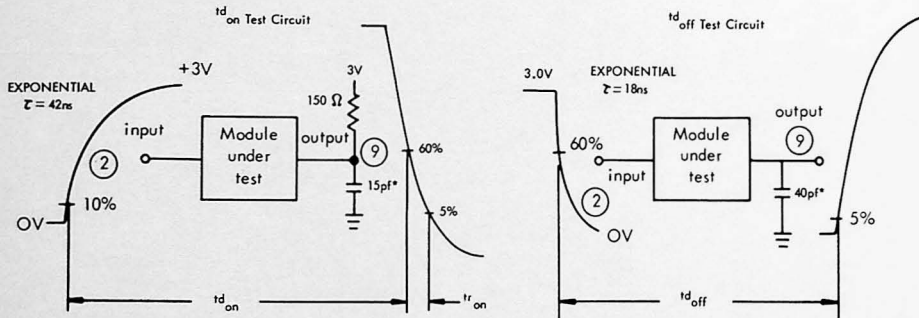 td on Test Circuit
EXPONENTIAL
τ = 42ns
+3V
input
2
10%
OV
Module
under
test
3V
150 Ω
output
9
15pf*
60%
5%
td on
tr on
td off Test Circuit
3.0V
EXPONENTIAL
τ = 18ns
60%
input
2
OV
Module
under
test
output
9
40pf*
5%
td off